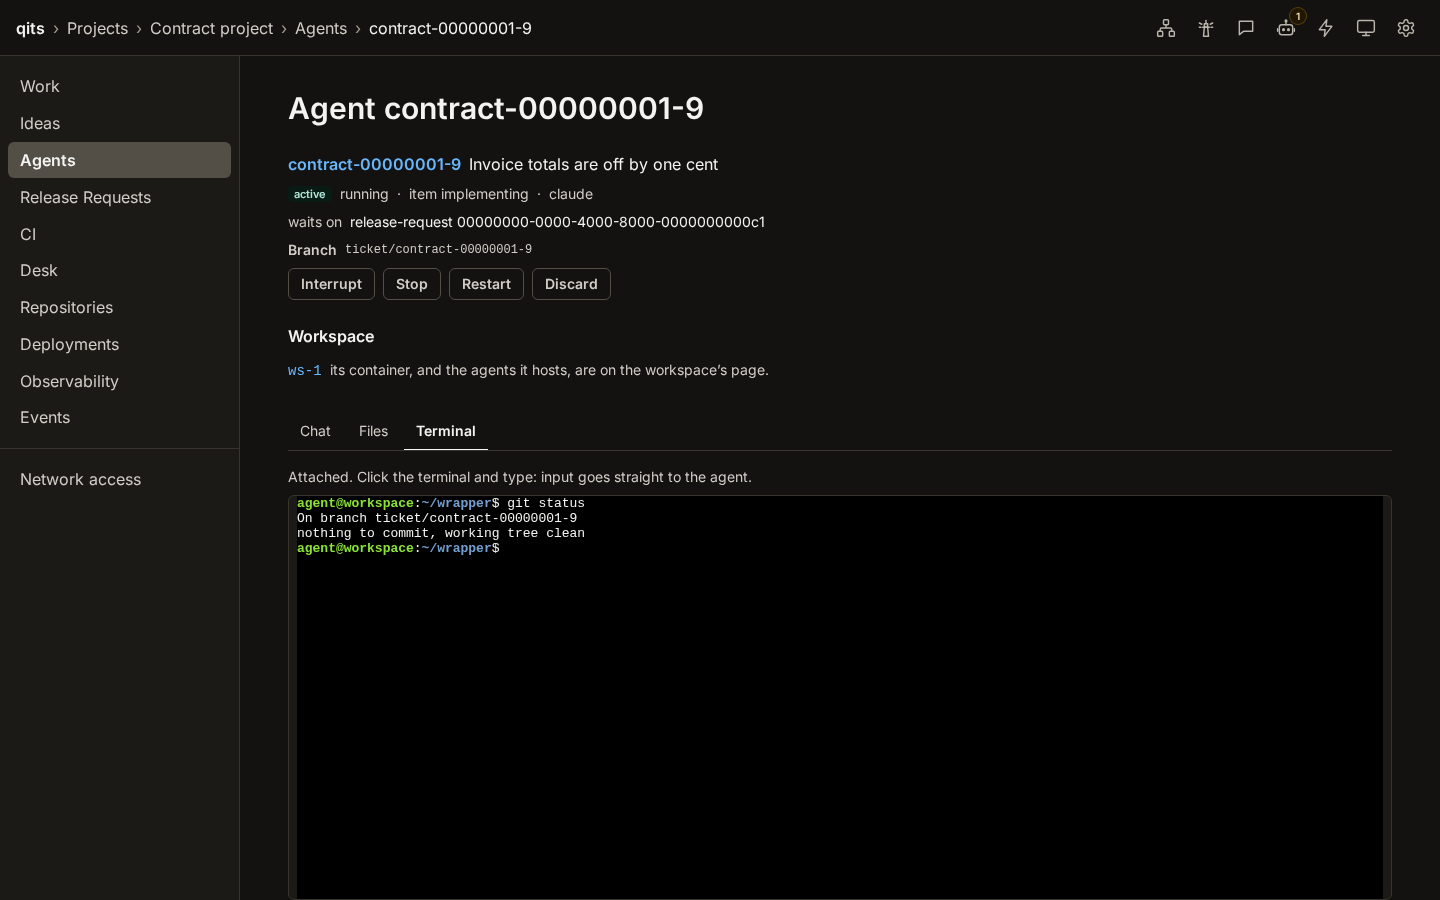 qits › Projects › Contract project › Agents › contract-00000001-9
1
Work
Ideas
Agents
Release Requests
CI
Desk
Repositories
Deployments
Observability
Events
Network access
Agent contract-00000001-9
contract-00000001-9 Invoice totals are off by one cent
active running · item implementing · claude
waits on release-request 00000000-0000-4000-8000-0000000000c1
Branch ticket/contract-00000001-9
Interrupt Stop Restart Discard
Workspace
ws-1 its container, and the agents it hosts, are on the workspace’s page.
Chat Files Terminal
Attached. Click the terminal and type: input goes straight to the agent.
agent@workspace:~/wrapper$ git status
On branch ticket/contract-00000001-9
nothing to commit, working tree clean
agent@workspace:~/wrapper$